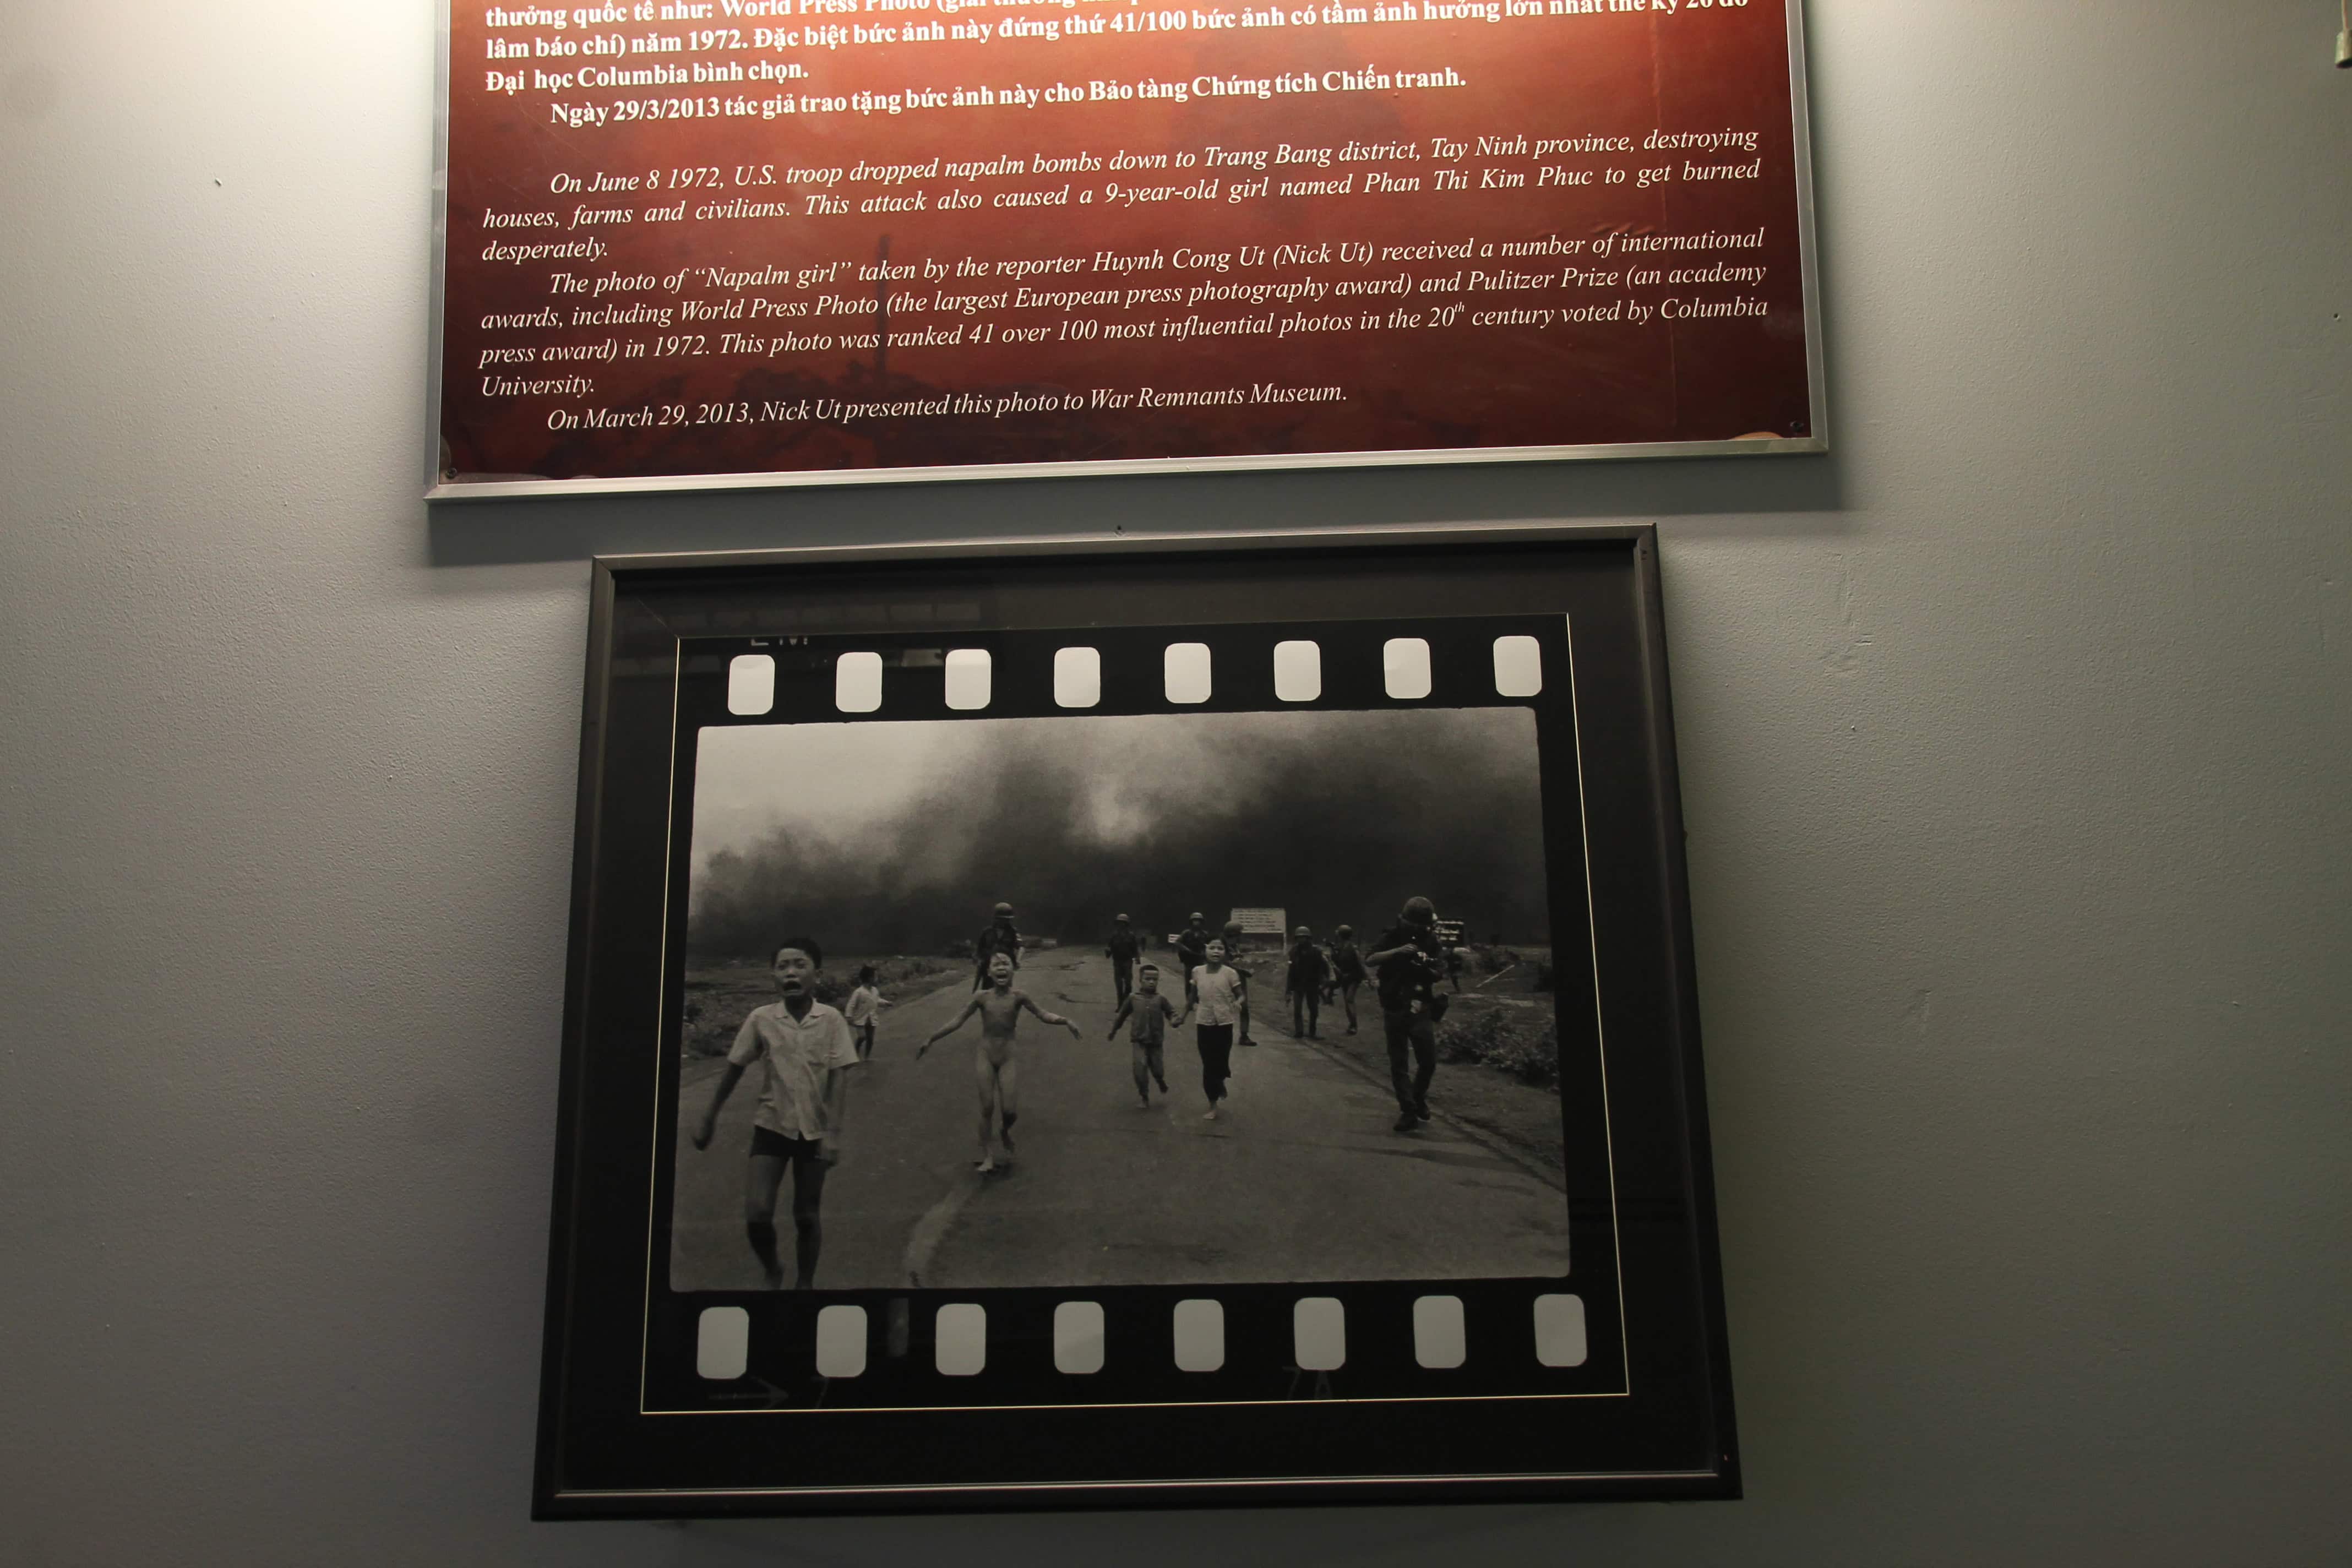 thưởng quốc tế như: World Press Photo
lâm báo chí) năm 1972. Đặc biệt bức ảnh này đứng thứ 41/100 bức ảnh có tầm ảnh hưởng lớn nhất thế kỷ 20 do
Đại học Columbia bình chọn.
Ngày 29/3/2013 tác giả trao tặng bức ảnh này cho Bảo tàng Chứng tích Chiến tranh.
On June 8 1972, U.S. troop dropped napalm bombs down to Trang Bang district, Tay Ninh province, destroying
houses, farms and civilians. This attack also caused a 9-year-old girl named Phan Thi Kim Phuc to get burned
desperately.
The photo of “Napalm girl” taken by the reporter Huynh Cong Ut (Nick Ut) received a number of international
awards, including World Press Photo (the largest European press photography award) and Pulitzer Prize (an academy
press award) in 1972. This photo was ranked 41 over 100 most influential photos in the 20th century voted by Columbia
University.
On March 29, 2013, Nick Ut presented this photo to War Remnants Museum.